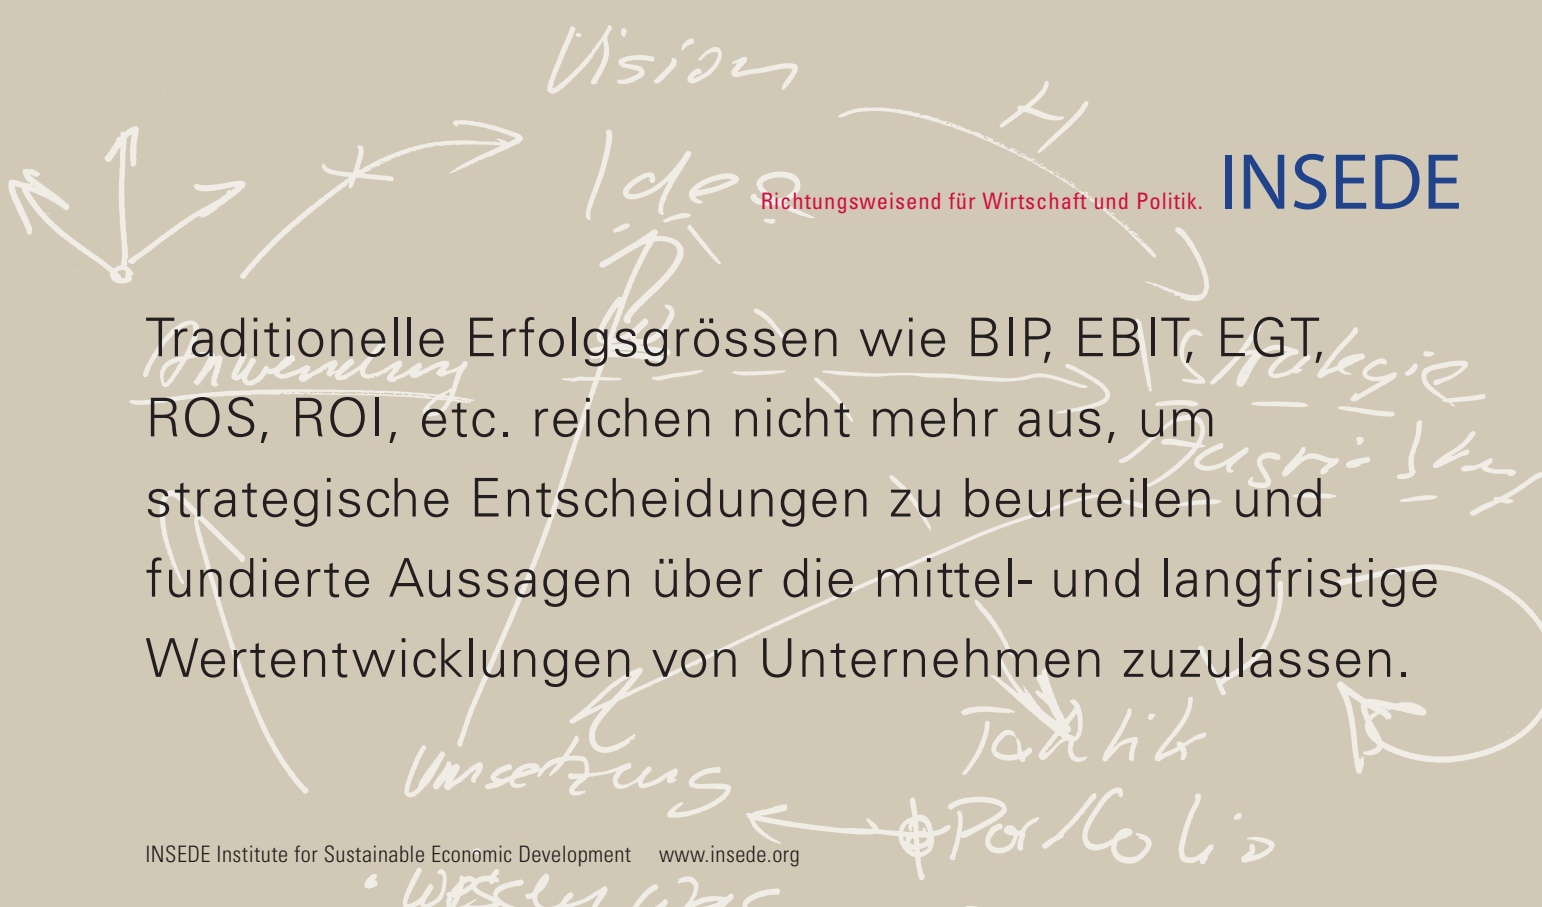 Vision
Idee
Richtungsweisend für Wirtschaft und Politik. INSEDE
Traditionelle Erfolgsgrössen wie BIP, EBIT, EGT,
Anwendung
Strategie
ROS, ROI, etc. reichen nicht mehr aus, um
strategische Entscheidungen zu beurteilen und
fundierte Aussagen über die mittel- und langfristige
Wertentwicklungen von Unternehmen zuzulassen.
Taktik
Umsetzung
Portfolio
INSEDE Institute for Sustainable Economic Development www.insede.org